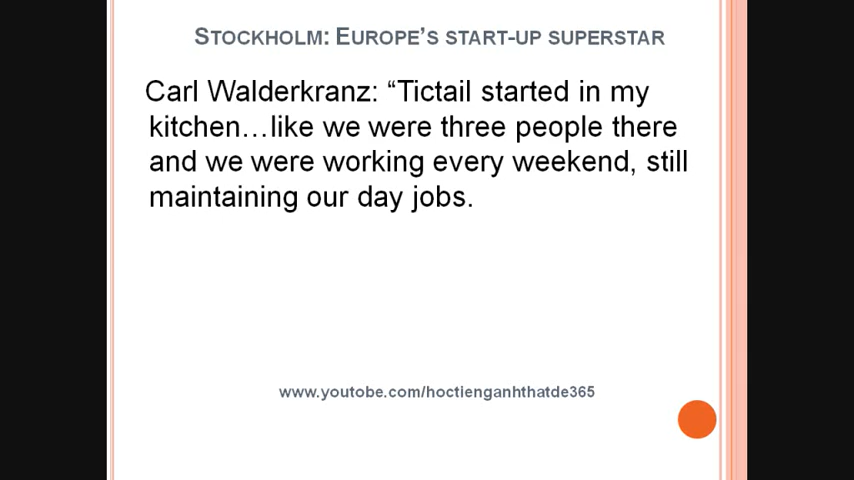 STOCKHOLM: EUROPE’S START-UP SUPERSTAR
Carl Walderkranz: “Tictail started in my
kitchen…like we were three people there
and we were working every weekend, still
maintaining our day jobs.
www.youtobe.com/hoctienganhthatde365